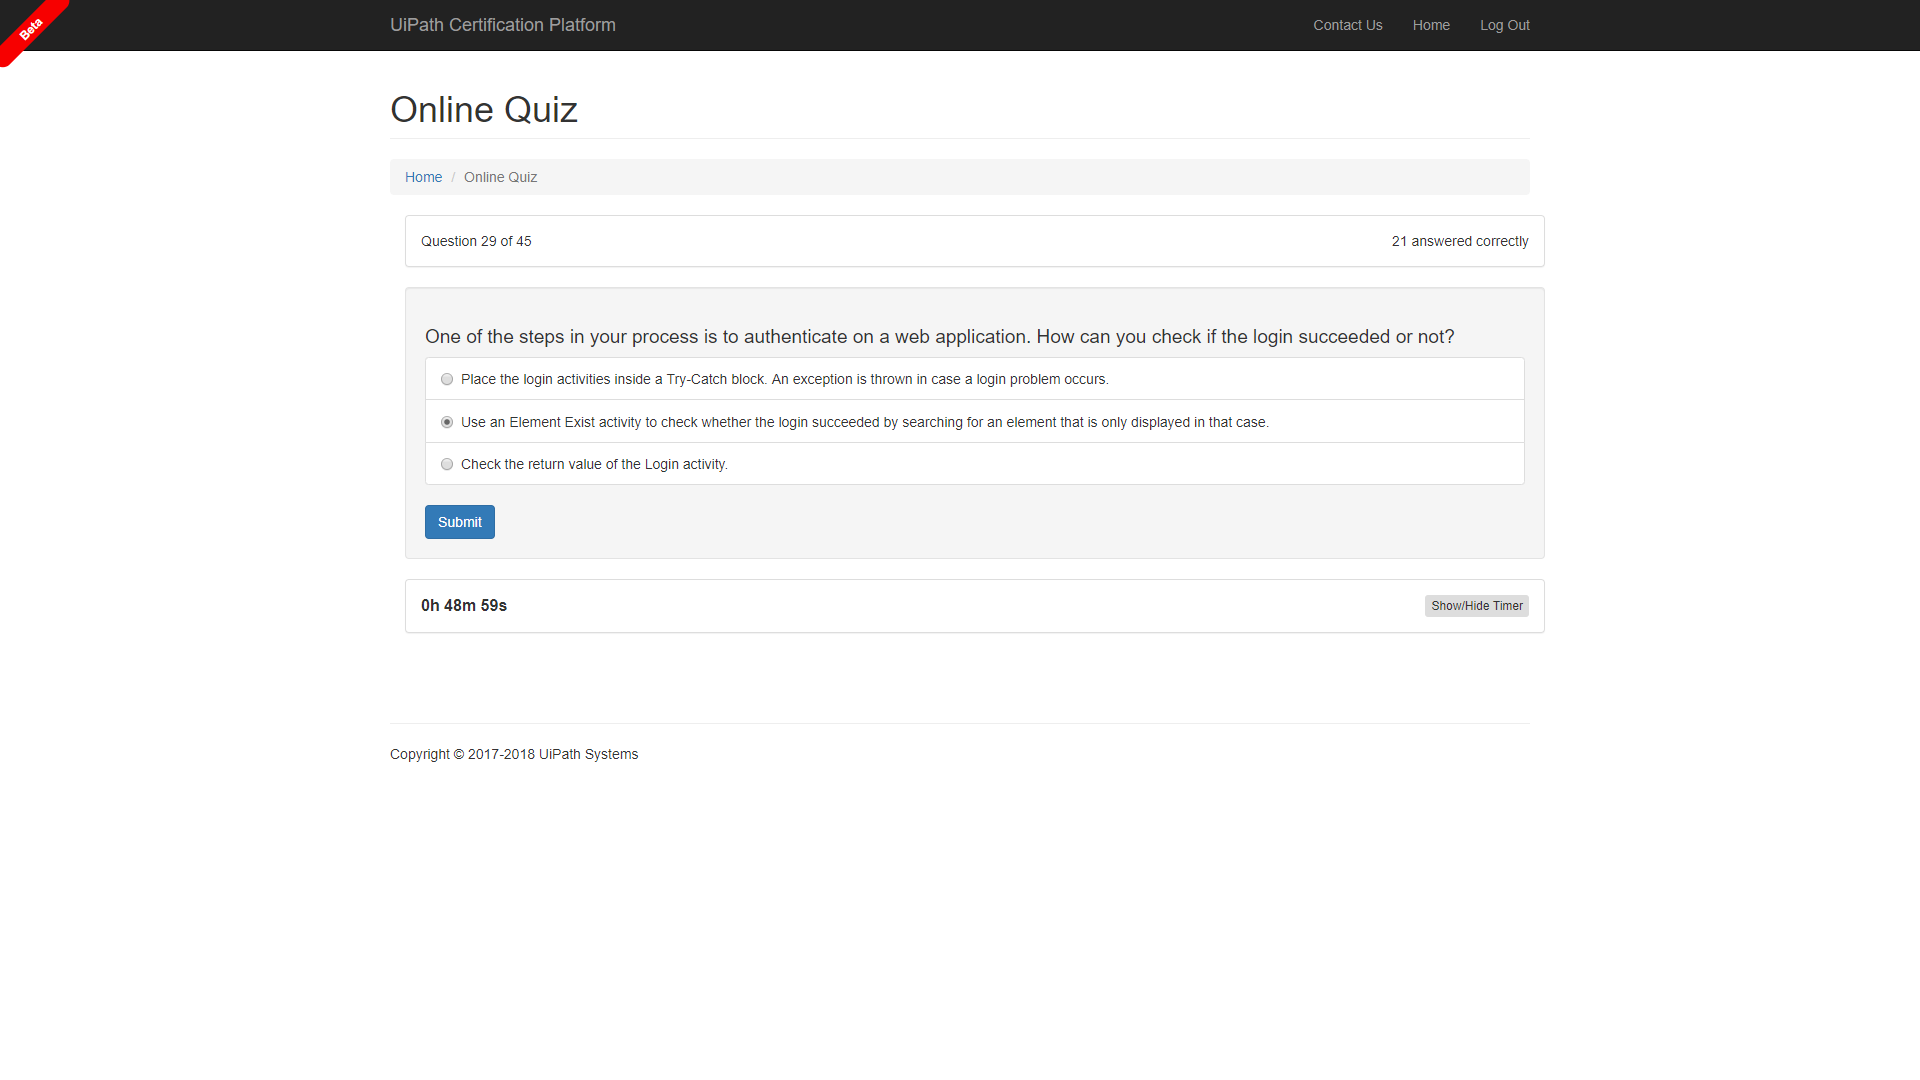 Beta
UiPath Certification Platform
Contact Us Home Log Out
Online Quiz
Home / Online Quiz
Question 29 of 45
21 answered correctly
One of the steps in your process is to authenticate on a web application. How can you check if the login succeeded or not?
Place the login activities inside a Try-Catch block. An exception is thrown in case a login problem occurs.
Use an Element Exist activity to check whether the login succeeded by searching for an element that is only displayed in that case.
Check the return value of the Login activity.
Submit
0h 48m 59s
Show/Hide Timer
Copyright © 2017-2018 UiPath Systems